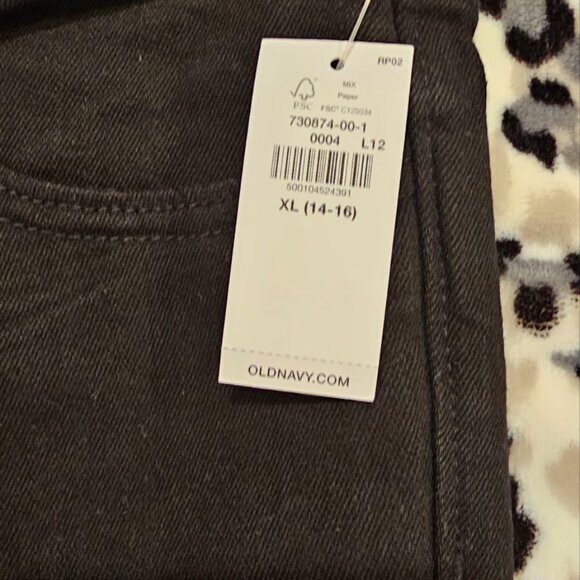 RP02
MIX
Paper
FSC
FSC® C125034
730874-00-1
0004 L12
500104524391
XL (14-16)
OLDNAVY.COM